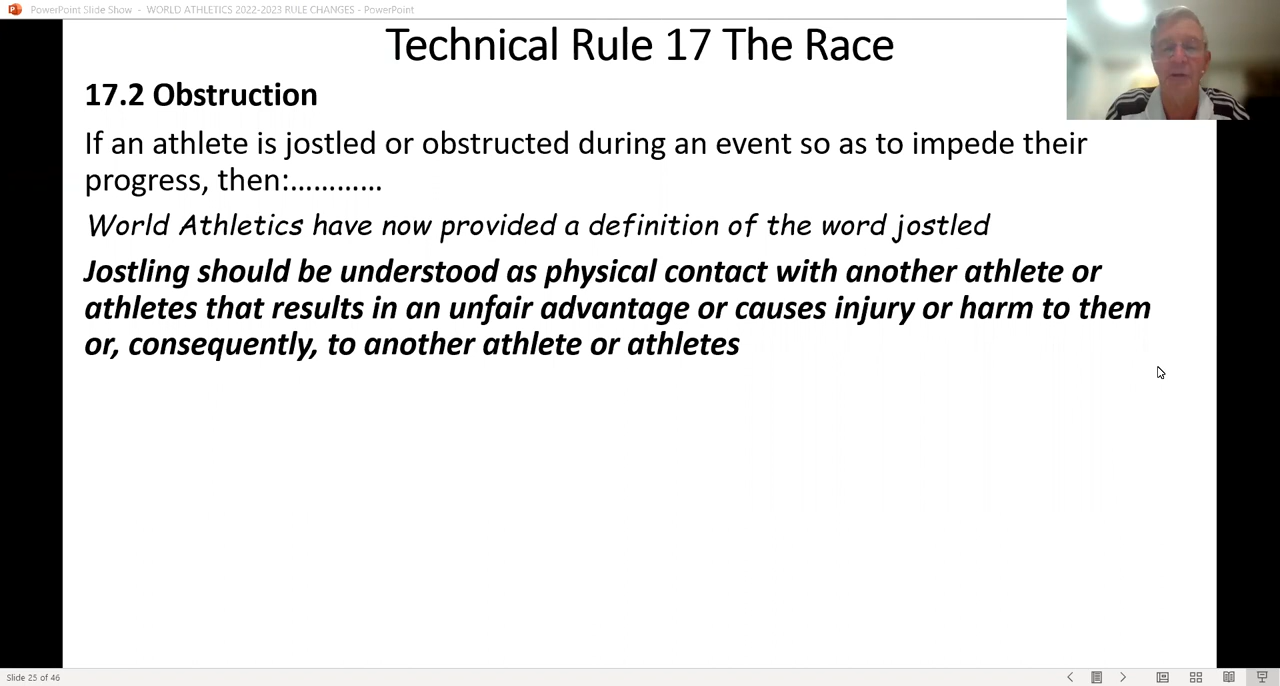 PowerPoint Slide Show - WORLD ATHLETICS 2022-2023 RULE CHANGES - PowerPoint
Technical Rule 17 The Race
17.2 Obstruction
If an athlete is jostled or obstructed during an event so as to impede their
progress, then:…………
World Athletics have now provided a definition of the word jostled
Jostling should be understood as physical contact with another athlete or
athletes that results in an unfair advantage or causes injury or harm to them
or, consequently, to another athlete or athletes
Slide 25 of 46